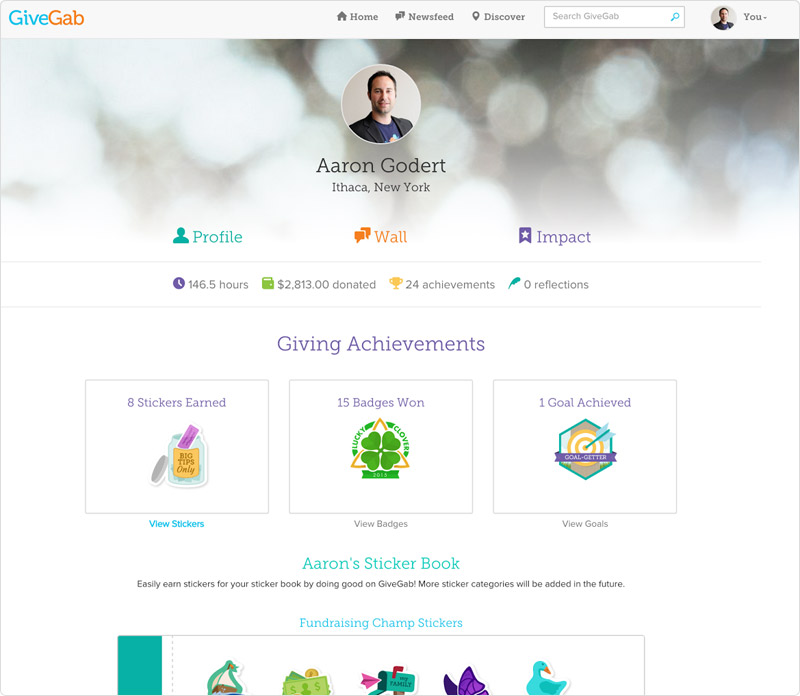 GiveGab
Home Newsfeed Discover Search GiveGab You
Aaron Godert
Ithaca, New York
Profile Wall Impact
146.5 hours $2,813.00 donated 24 achievements 0 reflections
Giving Achievements
8 Stickers Earned 15 Badges Won 1 Goal Achieved
BIG
TIPS
Only
LUCKY CLOVER
2015
GOAL-GETTER
View Stickers View Badges View Goals
Aaron's Sticker Book
Easily earn stickers for your sticker book by doing good on GiveGab! More sticker categories will be added in the future.
Fundraising Champ Stickers
my
FAMILY